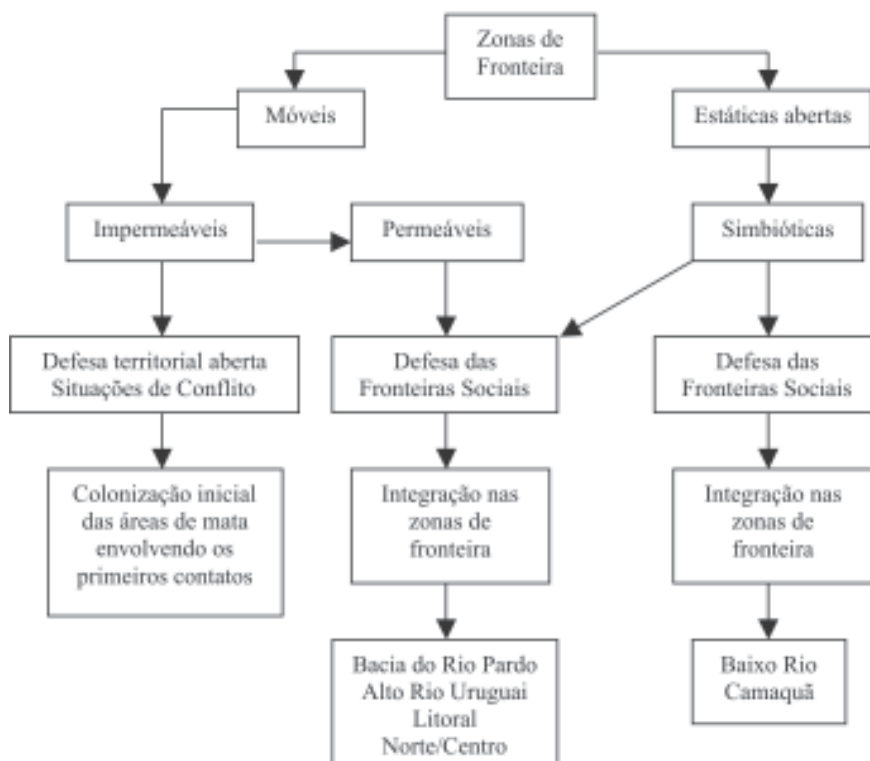 Zonas de
Fronteira
Móveis
Estáticas abertas
Impermeáveis
Permeáveis
Simbióticas
Defesa territorial aberta
Situações de Conflito
Defesa das
Fronteiras Sociais
Defesa das
Fronteiras Sociais
Colonização inicial
das áreas de mata
envolvendo os
primeiros contatos
Integração nas
zonas de
fronteira
Integração nas
zonas de
fronteira
Bacia do Rio Pardo
Alto Rio Uruguai
Litoral
Norte/Centro
Baixo Rio
Camaquã